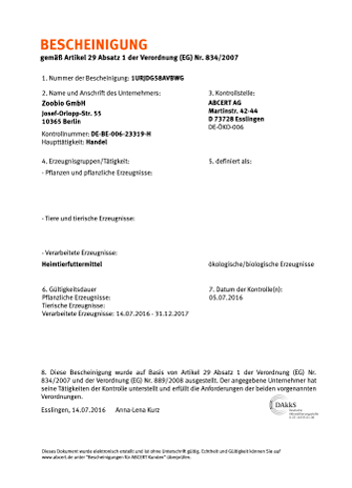 BESCHEINIGUNG
gemäß Artikel 29 Absatz 1 der Verordnung (EG) Nr. 834/2007
1. Nummer der Bescheinigung: 1URJDG58AVBWG
2. Name und Anschrift des Unternehmers:
Zoobio GmbH
Josef-Orlopp-Str. 55
10365 Berlin
Kontrollnummer: DE-BE-006-23319-H
Haupttätigkeit: Handel
3. Kontrollstelle:
ABCERT AG
Martinstr. 42-44
D 73728 Esslingen
DE-ÖKO-006
4. Erzeugnisgruppen/Tätigkeit:
5. definiert als:
- Pflanzen und pflanzliche Erzeugnisse:
- Tiere und tierische Erzeugnisse:
- Verarbeitete Erzeugnisse:
Heimtierfuttermittel
ökologische/biologische Erzeugnisse
6. Gültigkeitsdauer
Pflanzliche Erzeugnisse:
Tierische Erzeugnisse:
Verarbeitete Erzeugnisse: 14.07.2016 - 31.12.2017
7. Datum der Kontrolle(n):
05.07.2016
8. Diese Bescheinigung wurde auf Basis von Artikel 29 Absatz 1 der Verordnung (EG) Nr.
834/2007 und der Verordnung (EG) Nr. 889/2008 ausgestellt. Der angegebene Unternehmer hat
seine Tätigkeiten der Kontrolle unterstellt und erfüllt die Anforderungen der beiden vorgenannten
Verordnungen.
Esslingen, 14.07.2016 Anna-Lena Kurz
DAkkS
Dieses Dokument wurde elektronisch erstellt und ist ohne Unterschrift gültig. Echtheit und Gültigkeit können Sie auf
www.abcert.de unter "Bescheinigungen für ABCERT Kunden" überprüfen.